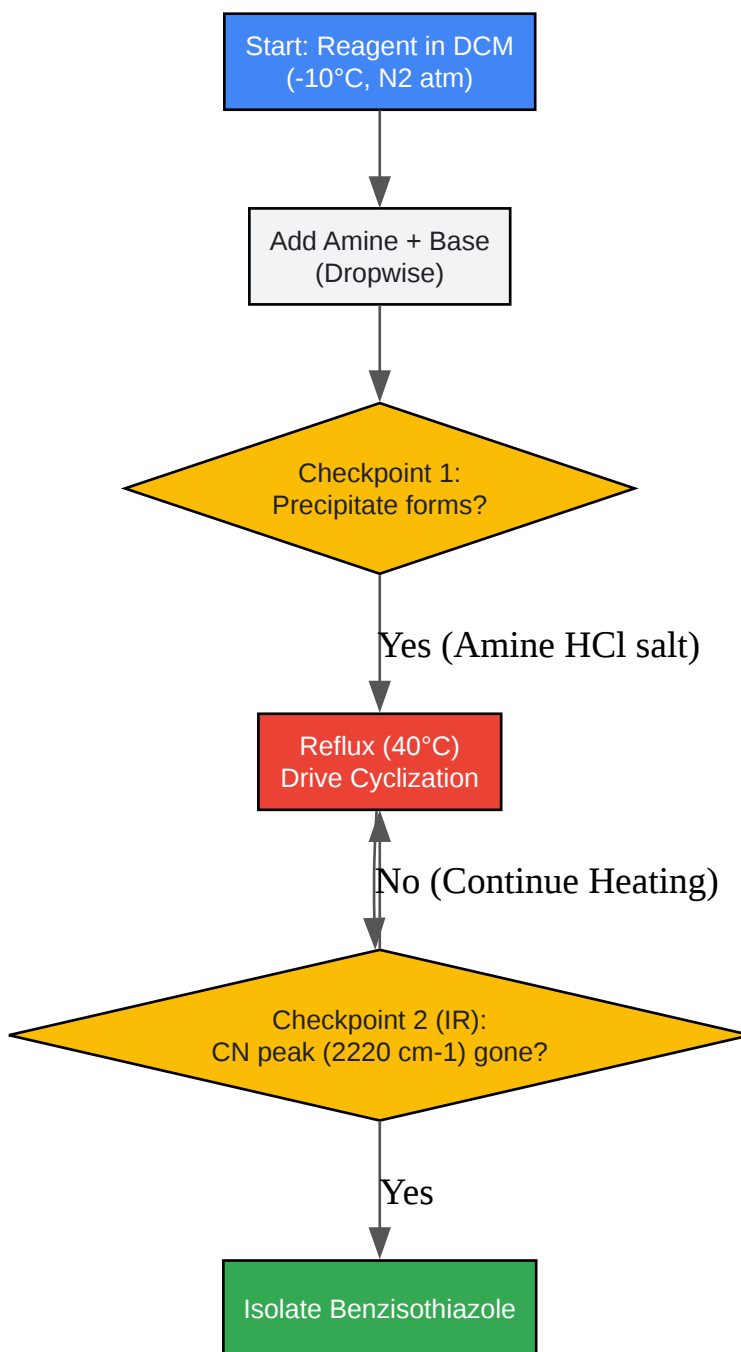 Start: Reagent in DCM
(-10°C, N2 atm)
Add Amine + Base
(Dropwise)
Checkpoint 1:
Precipitate forms?
Yes (Amine HCl salt)
Reflux (40°C)
Drive Cyclization
No (Continue Heating)
Checkpoint 2 (IR):
CN peak (2220 cm-1) gone?
Yes
Isolate Benzisothiazole